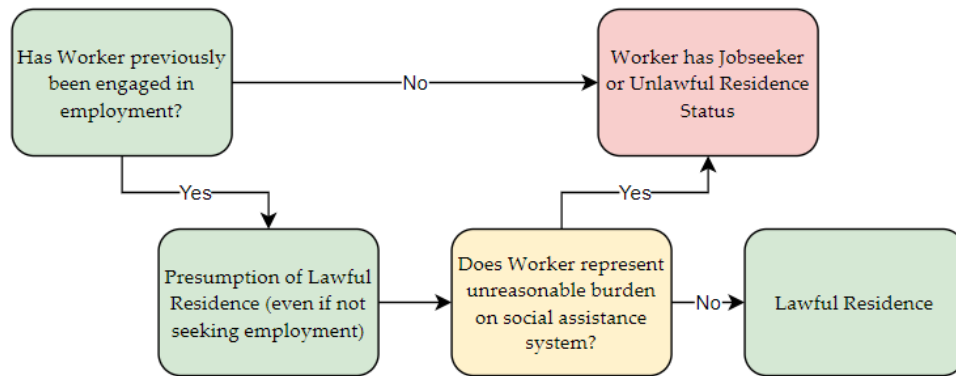 Has Worker previously
been engaged in
employment?
No
Worker has Jobseeker
or Unlawful Residence
Status
Yes
Yes
Presumption of Lawful
Residence (even if not
seeking employment)
Does Worker represent
unreasonable burden
on social assistance
system?
No
Lawful Residence